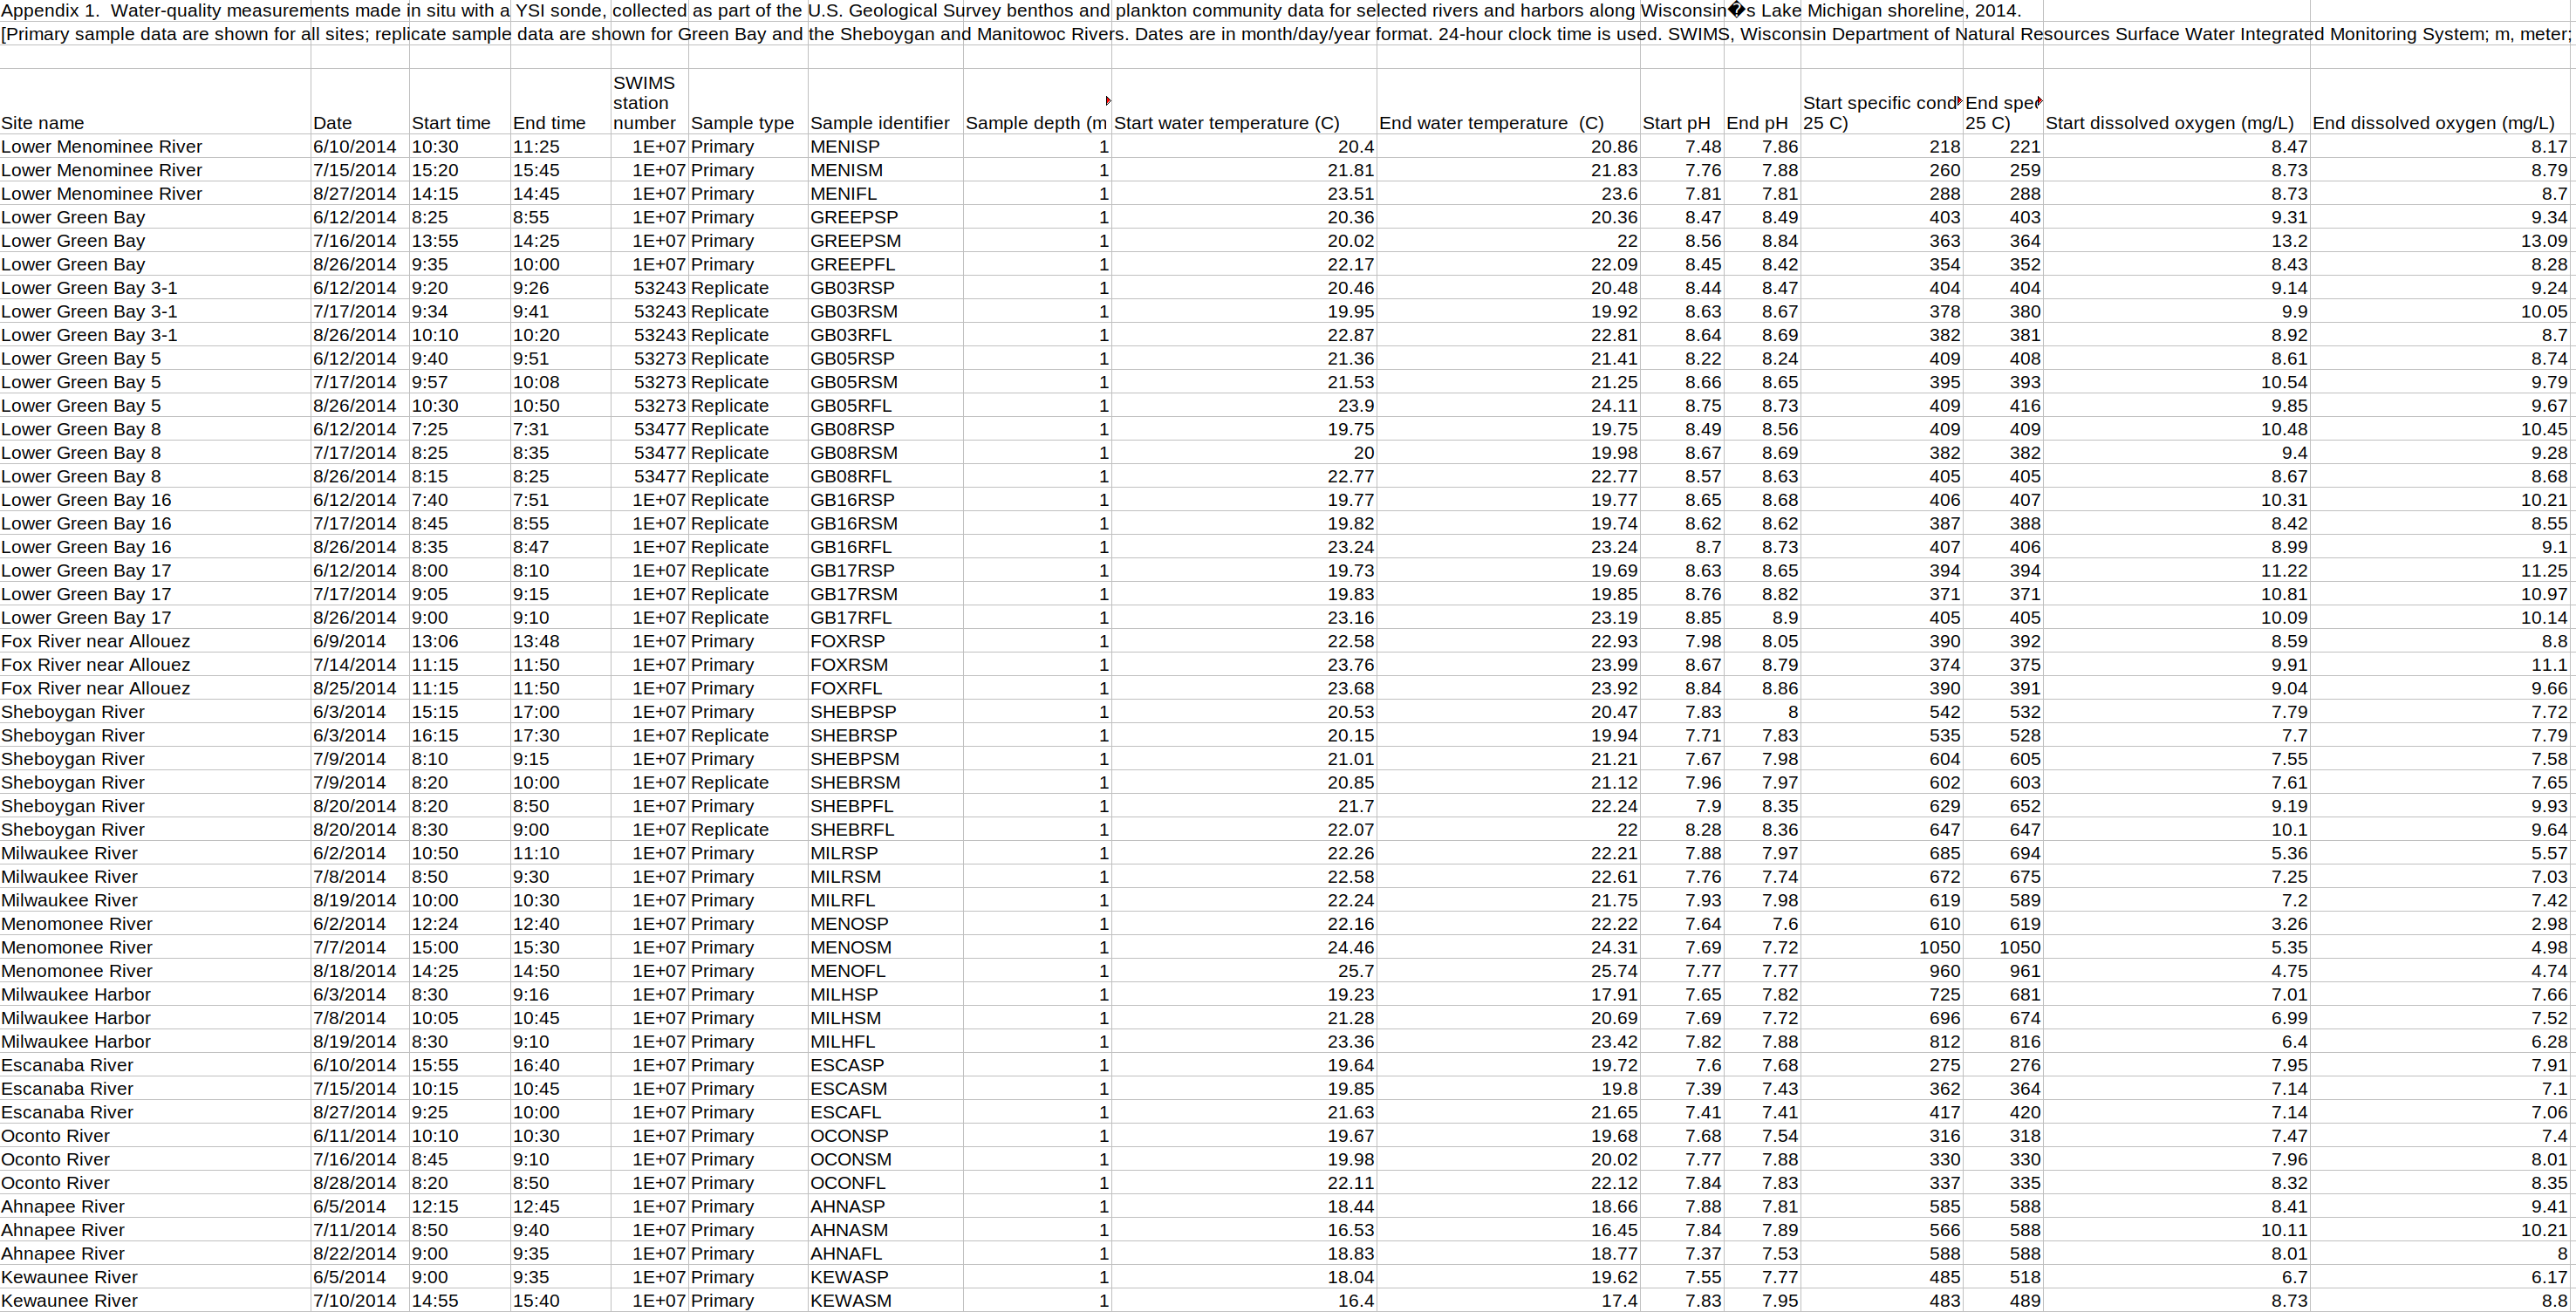 Appendix 1.  Water-quality measurements made in situ with a YSI sonde, collected as part of the U.S. Geological Survey benthos and plankton community data for selected rivers and harbors along Wisconsin�s Lake Michigan shoreline, 2014.
[Primary sample data are shown for all sites; replicate sample data are shown for Green Bay and the Sheboygan and Manitowoc Rivers. Dates are in month/day/year format. 24-hour clock time is used. SWIMS, Wisconsin Department of Natural Resources Surface Water Integrated Monitoring System; m, meter;
Site name Date Start time End time SWIMS station number Sample type Sample identifier Sample depth (m Start water temperature (C) End water temperature  (C) Start pH End pH Start specific cond 25 C) End spec 25 C) Start dissolved oxygen (mg/L) End dissolved oxygen (mg/L)
Lower Menominee River 6/10/2014 10:30 11:25 1E+07 Primary MENISP 1 20.4 20.86 7.48 7.86 218 221 8.47 8.17
Lower Menominee River 7/15/2014 15:20 15:45 1E+07 Primary MENISM 1 21.81 21.83 7.76 7.88 260 259 8.73 8.79
Lower Menominee River 8/27/2014 14:15 14:45 1E+07 Primary MENIFL 1 23.51 23.6 7.81 7.81 288 288 8.73 8.7
Lower Green Bay 6/12/2014 8:25 8:55 1E+07 Primary GREEPSP 1 20.36 20.36 8.47 8.49 403 403 9.31 9.34
Lower Green Bay 7/16/2014 13:55 14:25 1E+07 Primary GREEPSM 1 20.02 22 8.56 8.84 363 364 13.2 13.09
Lower Green Bay 8/26/2014 9:35 10:00 1E+07 Primary GREEPFL 1 22.17 22.09 8.45 8.42 354 352 8.43 8.28
Lower Green Bay 3-1 6/12/2014 9:20 9:26 53243 Replicate GB03RSP 1 20.46 20.48 8.44 8.47 404 404 9.14 9.24
Lower Green Bay 3-1 7/17/2014 9:34 9:41 53243 Replicate GB03RSM 1 19.95 19.92 8.63 8.67 378 380 9.9 10.05
Lower Green Bay 3-1 8/26/2014 10:10 10:20 53243 Replicate GB03RFL 1 22.87 22.81 8.64 8.69 382 381 8.92 8.7
Lower Green Bay 5 6/12/2014 9:40 9:51 53273 Replicate GB05RSP 1 21.36 21.41 8.22 8.24 409 408 8.61 8.74
Lower Green Bay 5 7/17/2014 9:57 10:08 53273 Replicate GB05RSM 1 21.53 21.25 8.66 8.65 395 393 10.54 9.79
Lower Green Bay 5 8/26/2014 10:30 10:50 53273 Replicate GB05RFL 1 23.9 24.11 8.75 8.73 409 416 9.85 9.67
Lower Green Bay 8 6/12/2014 7:25 7:31 53477 Replicate GB08RSP 1 19.75 19.75 8.49 8.56 409 409 10.48 10.45
Lower Green Bay 8 7/17/2014 8:25 8:35 53477 Replicate GB08RSM 1 20 19.98 8.67 8.69 382 382 9.4 9.28
Lower Green Bay 8 8/26/2014 8:15 8:25 53477 Replicate GB08RFL 1 22.77 22.77 8.57 8.63 405 405 8.67 8.68
Lower Green Bay 16 6/12/2014 7:40 7:51 1E+07 Replicate GB16RSP 1 19.77 19.77 8.65 8.68 406 407 10.31 10.21
Lower Green Bay 16 7/17/2014 8:45 8:55 1E+07 Replicate GB16RSM 1 19.82 19.74 8.62 8.62 387 388 8.42 8.55
Lower Green Bay 16 8/26/2014 8:35 8:47 1E+07 Replicate GB16RFL 1 23.24 23.24 8.7 8.73 407 406 8.99 9.1
Lower Green Bay 17 6/12/2014 8:00 8:10 1E+07 Replicate GB17RSP 1 19.73 19.69 8.63 8.65 394 394 11.22 11.25
Lower Green Bay 17 7/17/2014 9:05 9:15 1E+07 Replicate GB17RSM 1 19.83 19.85 8.76 8.82 371 371 10.81 10.97
Lower Green Bay 17 8/26/2014 9:00 9:10 1E+07 Replicate GB17RFL 1 23.16 23.19 8.85 8.9 405 405 10.09 10.14
Fox River near Allouez 6/9/2014 13:06 13:48 1E+07 Primary FOXRSP 1 22.58 22.93 7.98 8.05 390 392 8.59 8.8
Fox River near Allouez 7/14/2014 11:15 11:50 1E+07 Primary FOXRSM 1 23.76 23.99 8.67 8.79 374 375 9.91 11.1
Fox River near Allouez 8/25/2014 11:15 11:50 1E+07 Primary FOXRFL 1 23.68 23.92 8.84 8.86 390 391 9.04 9.66
Sheboygan River 6/3/2014 15:15 17:00 1E+07 Primary SHEBPSP 1 20.53 20.47 7.83 8 542 532 7.79 7.72
Sheboygan River 6/3/2014 16:15 17:30 1E+07 Replicate SHEBRSP 1 20.15 19.94 7.71 7.83 535 528 7.7 7.79
Sheboygan River 7/9/2014 8:10 9:15 1E+07 Primary SHEBPSM 1 21.01 21.21 7.67 7.98 604 605 7.55 7.58
Sheboygan River 7/9/2014 8:20 10:00 1E+07 Replicate SHEBRSM 1 20.85 21.12 7.96 7.97 602 603 7.61 7.65
Sheboygan River 8/20/2014 8:20 8:50 1E+07 Primary SHEBPFL 1 21.7 22.24 7.9 8.35 629 652 9.19 9.93
Sheboygan River 8/20/2014 8:30 9:00 1E+07 Replicate SHEBRFL 1 22.07 22 8.28 8.36 647 647 10.1 9.64
Milwaukee River 6/2/2014 10:50 11:10 1E+07 Primary MILRSP 1 22.26 22.21 7.88 7.97 685 694 5.36 5.57
Milwaukee River 7/8/2014 8:50 9:30 1E+07 Primary MILRSM 1 22.58 22.61 7.76 7.74 672 675 7.25 7.03
Milwaukee River 8/19/2014 10:00 10:30 1E+07 Primary MILRFL 1 22.24 21.75 7.93 7.98 619 589 7.2 7.42
Menomonee River 6/2/2014 12:24 12:40 1E+07 Primary MENOSP 1 22.16 22.22 7.64 7.6 610 619 3.26 2.98
Menomonee River 7/7/2014 15:00 15:30 1E+07 Primary MENOSM 1 24.46 24.31 7.69 7.72 1050 1050 5.35 4.98
Menomonee River 8/18/2014 14:25 14:50 1E+07 Primary MENOFL 1 25.7 25.74 7.77 7.77 960 961 4.75 4.74
Milwaukee Harbor 6/3/2014 8:30 9:16 1E+07 Primary MILHSP 1 19.23 17.91 7.65 7.82 725 681 7.01 7.66
Milwaukee Harbor 7/8/2014 10:05 10:45 1E+07 Primary MILHSM 1 21.28 20.69 7.69 7.72 696 674 6.99 7.52
Milwaukee Harbor 8/19/2014 8:30 9:10 1E+07 Primary MILHFL 1 23.36 23.42 7.82 7.88 812 816 6.4 6.28
Escanaba River 6/10/2014 15:55 16:40 1E+07 Primary ESCASP 1 19.64 19.72 7.6 7.68 275 276 7.95 7.91
Escanaba River 7/15/2014 10:15 10:45 1E+07 Primary ESCASM 1 19.85 19.8 7.39 7.43 362 364 7.14 7.1
Escanaba River 8/27/2014 9:25 10:00 1E+07 Primary ESCAFL 1 21.63 21.65 7.41 7.41 417 420 7.14 7.06
Oconto River 6/11/2014 10:10 10:30 1E+07 Primary OCONSP 1 19.67 19.68 7.68 7.54 316 318 7.47 7.4
Oconto River 7/16/2014 8:45 9:10 1E+07 Primary OCONSM 1 19.98 20.02 7.77 7.88 330 330 7.96 8.01
Oconto River 8/28/2014 8:20 8:50 1E+07 Primary OCONFL 1 22.11 22.12 7.84 7.83 337 335 8.32 8.35
Ahnapee River 6/5/2014 12:15 12:45 1E+07 Primary AHNASP 1 18.44 18.66 7.88 7.81 585 588 8.41 9.41
Ahnapee River 7/11/2014 8:50 9:40 1E+07 Primary AHNASM 1 16.53 16.45 7.84 7.89 566 588 10.11 10.21
Ahnapee River 8/22/2014 9:00 9:35 1E+07 Primary AHNAFL 1 18.83 18.77 7.37 7.53 588 588 8.01 8
Kewaunee River 6/5/2014 9:00 9:35 1E+07 Primary KEWASP 1 18.04 19.62 7.55 7.77 485 518 6.7 6.17
Kewaunee River 7/10/2014 14:55 15:40 1E+07 Primary KEWASM 1 16.4 17.4 7.83 7.95 483 489 8.73 8.8